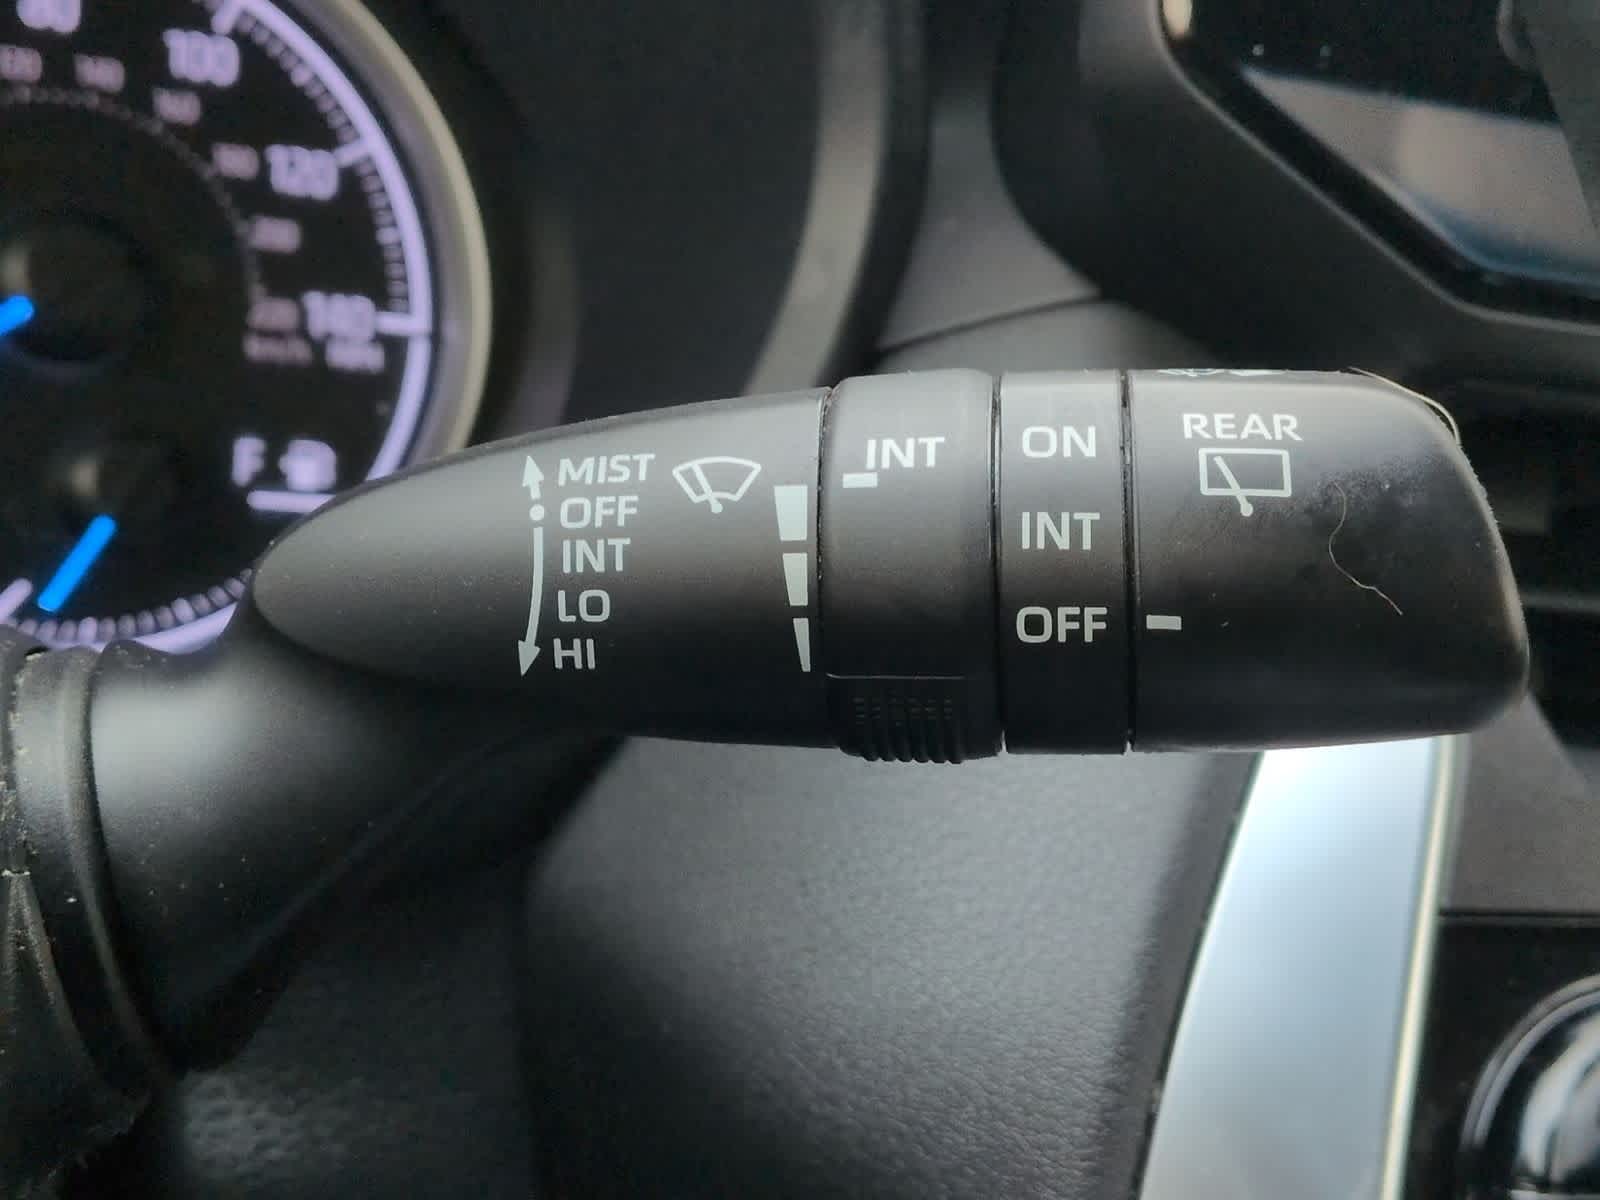 100
120
140
F
MIST
OFF
INT
LO
HI
INT
ON
INT
OFF
REAR